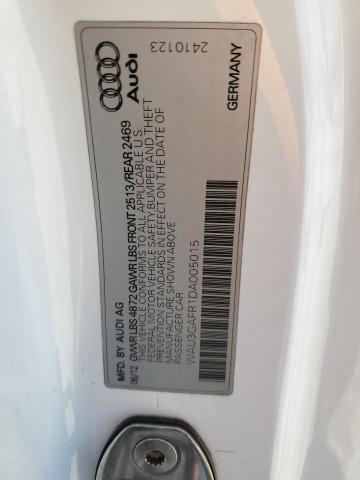 MFD. BY AUDI AG
06/12 GVWR LBS 4872 GAWR LBS FRONT 2513/REAR 2469
THIS VEHICLE CONFORMS TO ALL APPLICABLE U.S.
FEDERAL MOTOR VEHICLE SAFETY, BUMPER AND THEFT
PREVENTION STANDARDS IN EFFECT ON THE DATE OF
MANUFACTURE SHOWN ABOVE
PASSENGER CAR
WAU3GAFR1DA005015
Audi
2410123
GERMANY